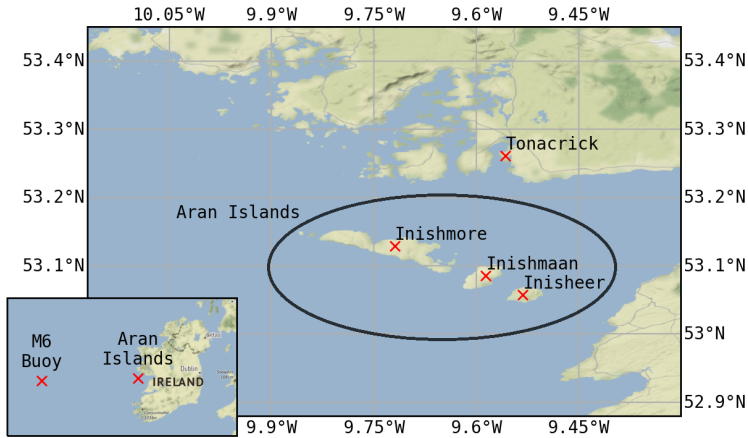 10.05°W 9.9°W 9.75°W 9.6°W 9.45°W
53.4°N 53.4°N
53.3°N 53.3°N
Tonacrick
53.2°N 53.2°N
Aran Islands
Inishmore
53.1°N Inishmaan 53.1°N
Inisheer
53°N
M6
Buoy
Aran
Islands
Dublin
IRELAND
52.9°N
9.9°W 9.75°W 9.6°W 9.45°W